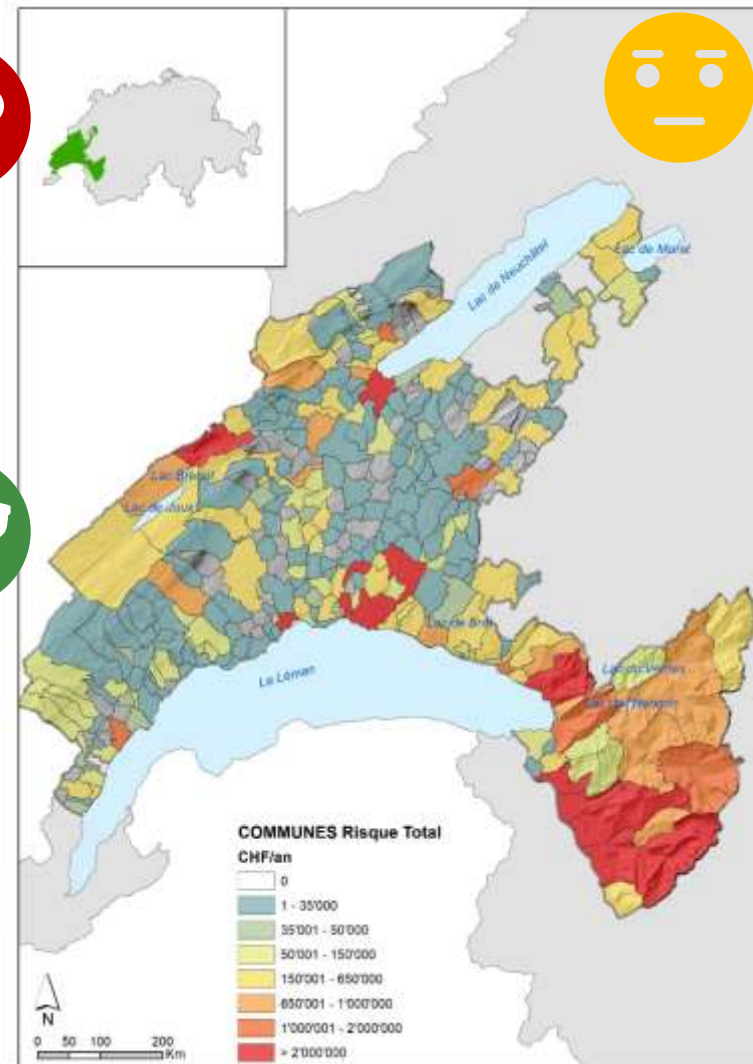 Lac de Neuchâtel
Lac de Morat
Lac Brenet
Lac de Joux
Lac de Bret
Le Léman
COMMUNES Risque Total
CHF/an
0
1 - 35'000
35'001 - 50'000
50'001 - 150'000
150'001 - 650'000
650'001 - 1'000'000
1'000'001 - 2'000'000
> 2'000'000
N
0 50 100 200
Km